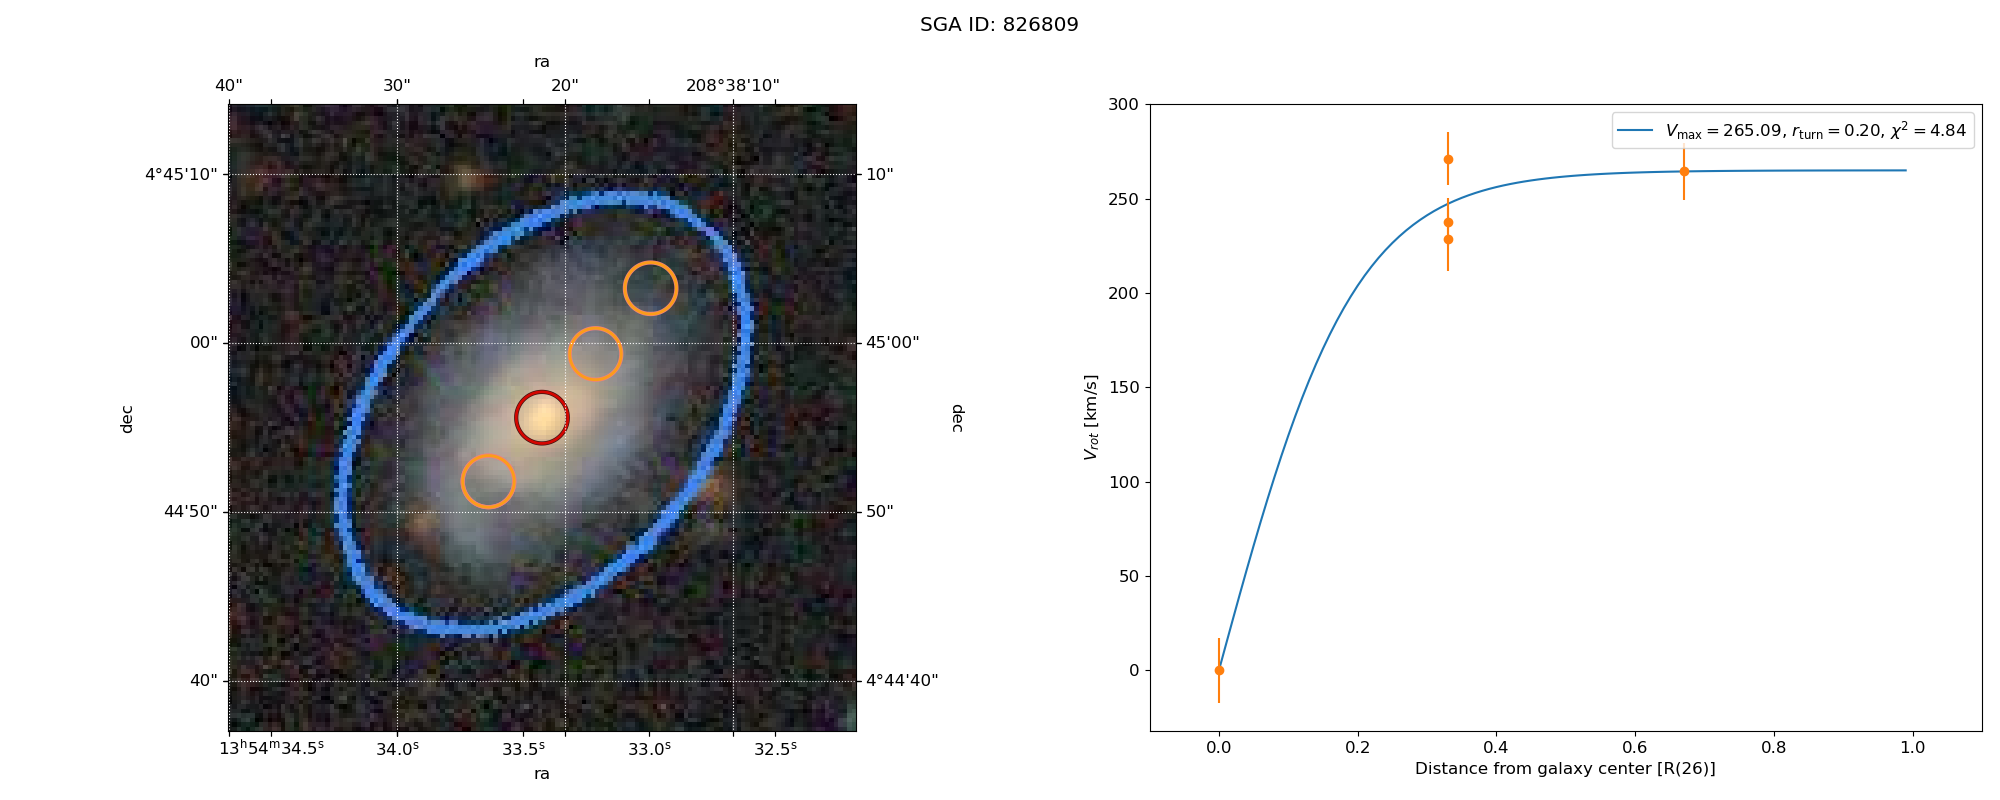 SGA ID: 826809
ra
40" 30" 20" 208°38'10"
4°45'10"
00"
44'50"
40"
10"
45'00"
50"
4°44'40"
dec
dec
13ʰ54ᵐ34.5ˢ 34.0ˢ 33.5ˢ 33.0ˢ 32.5ˢ
ra
300
250
200
150
100
50
0
V_rot [km/s]
V_max = 265.09, r_turn = 0.20, χ² = 4.84
0.0 0.2 0.4 0.6 0.8 1.0
Distance from galaxy center [R(26)]